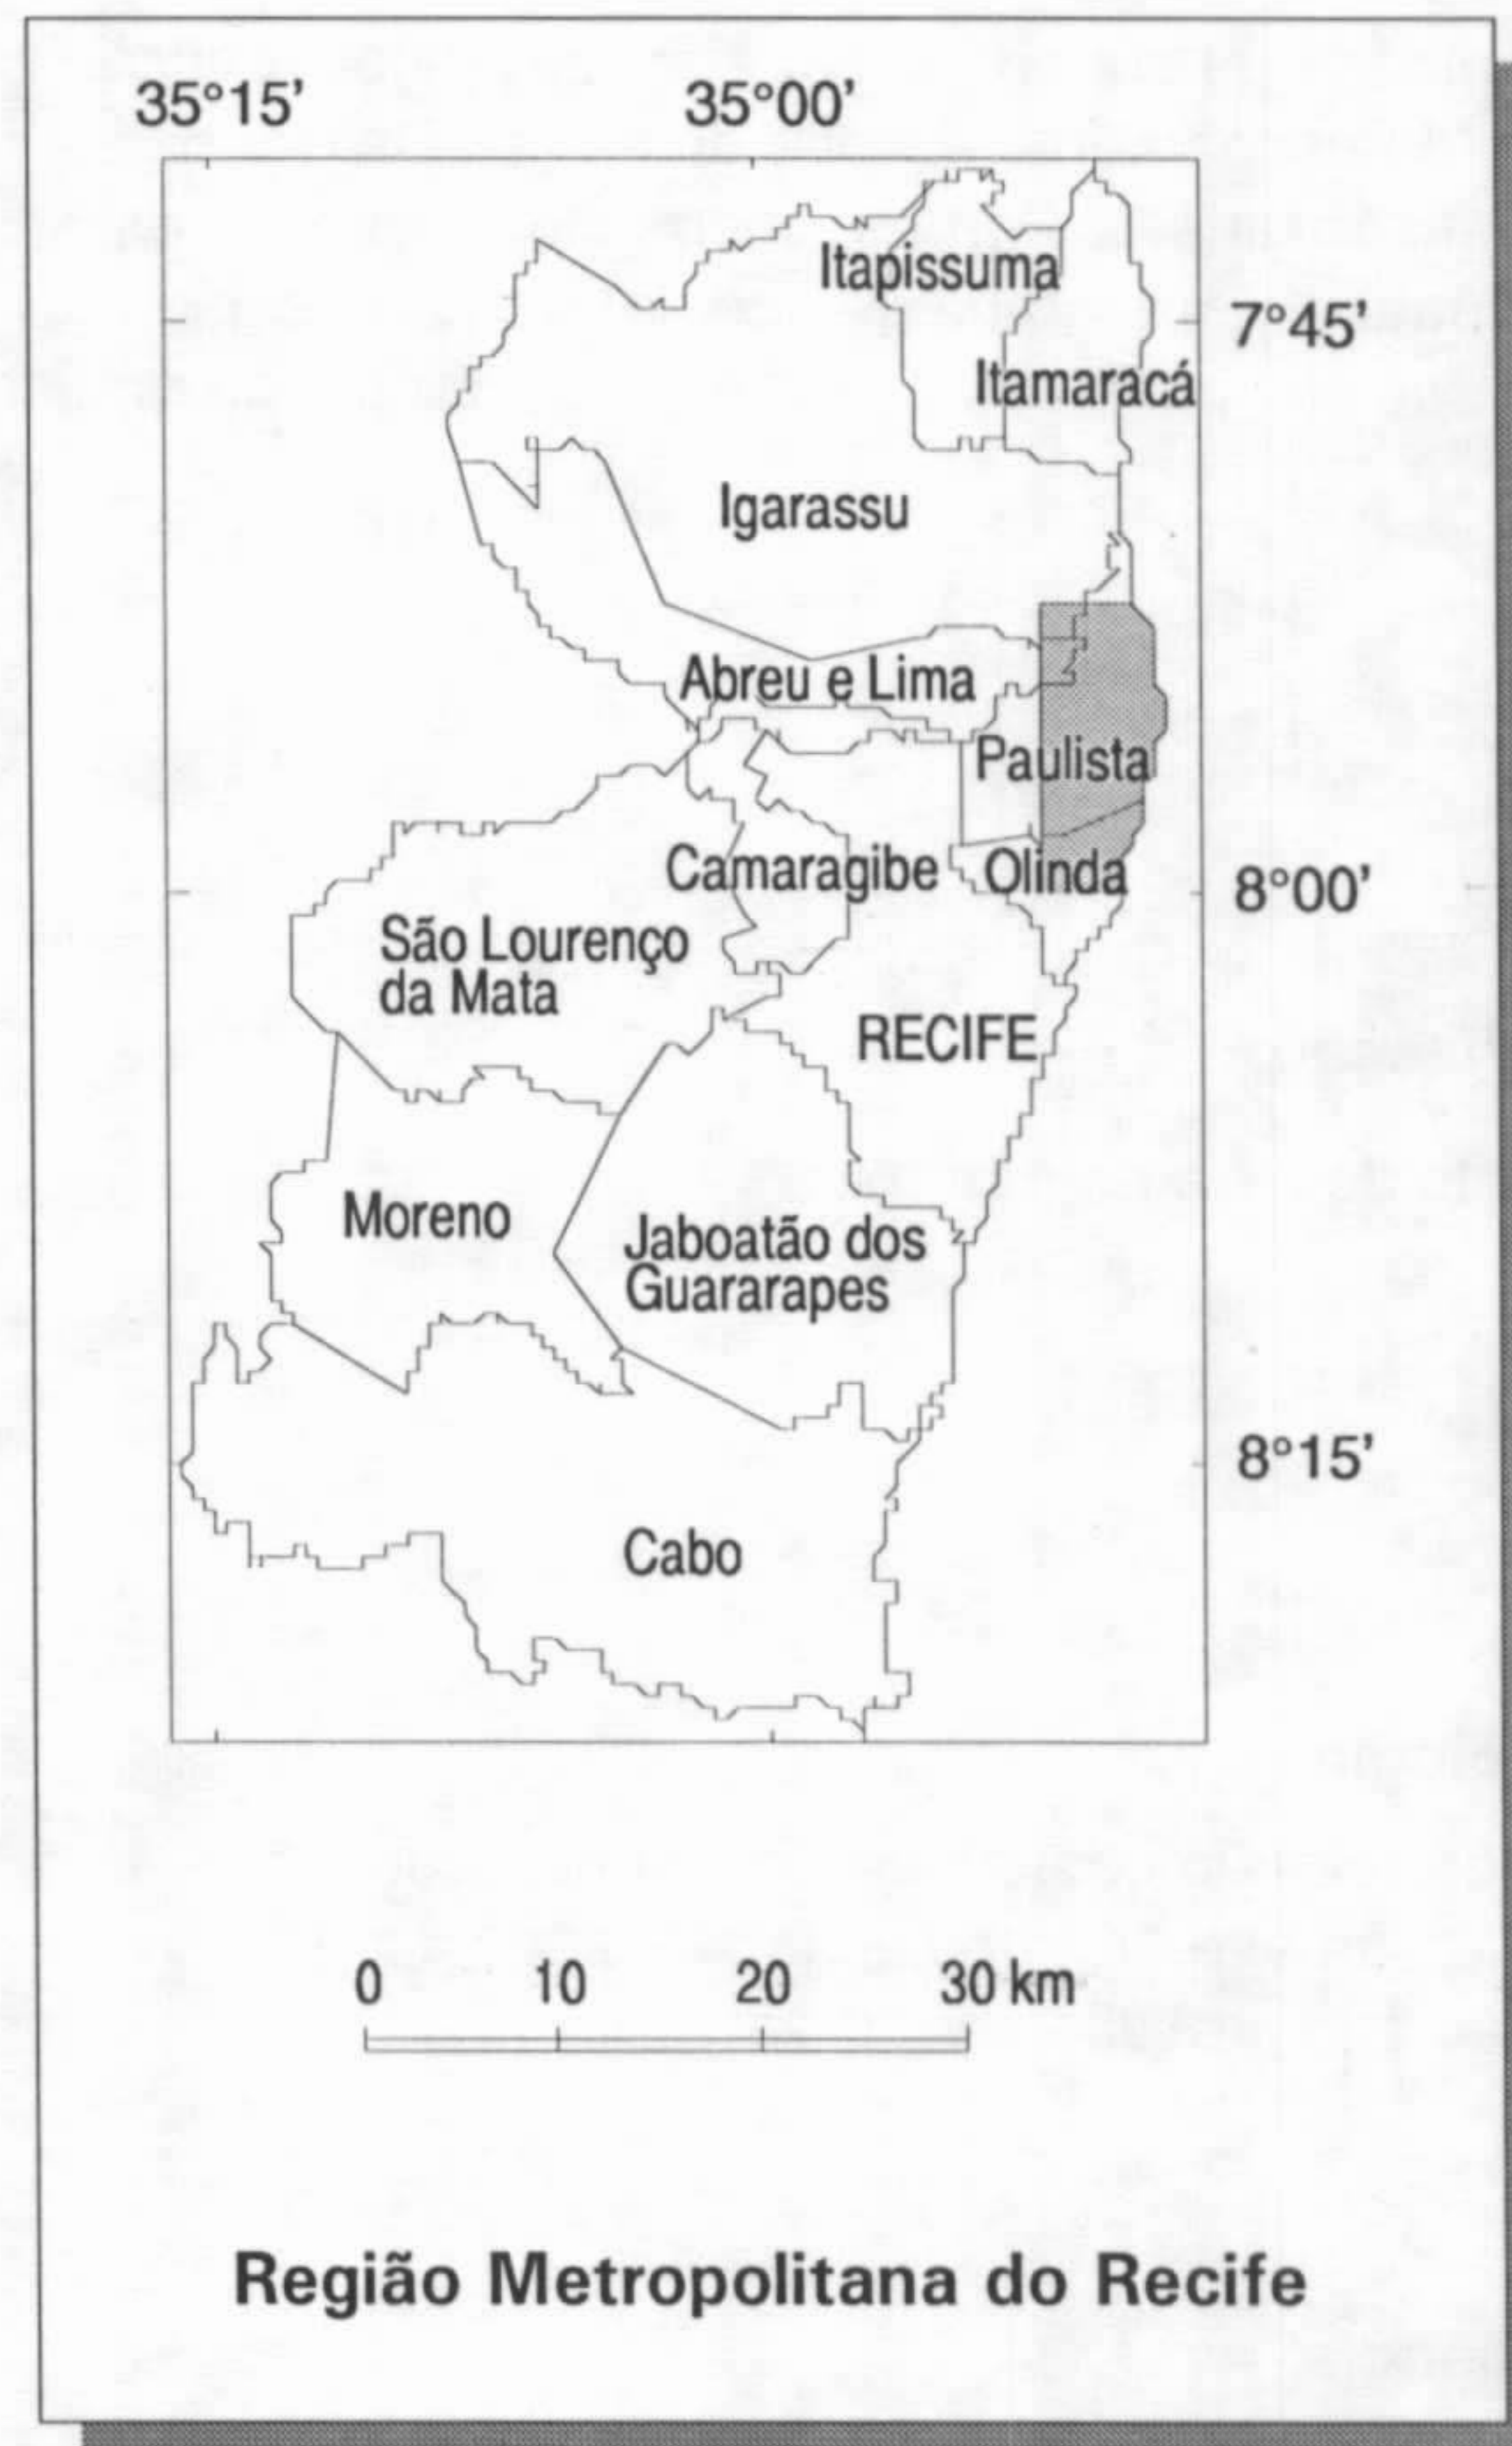 35°15' 35°00'
Itapissuma
7°45'
Itamaracá
Igarassu
Abreu e Lima
Paulista
Camaragibe
Olinda
8°00'
São Lourenço
da Mata
RECIFE
Moreno
Jaboatão dos
Guararapes
8°15'
Cabo
0 10 20 30 km
Região Metropolitana do Recife